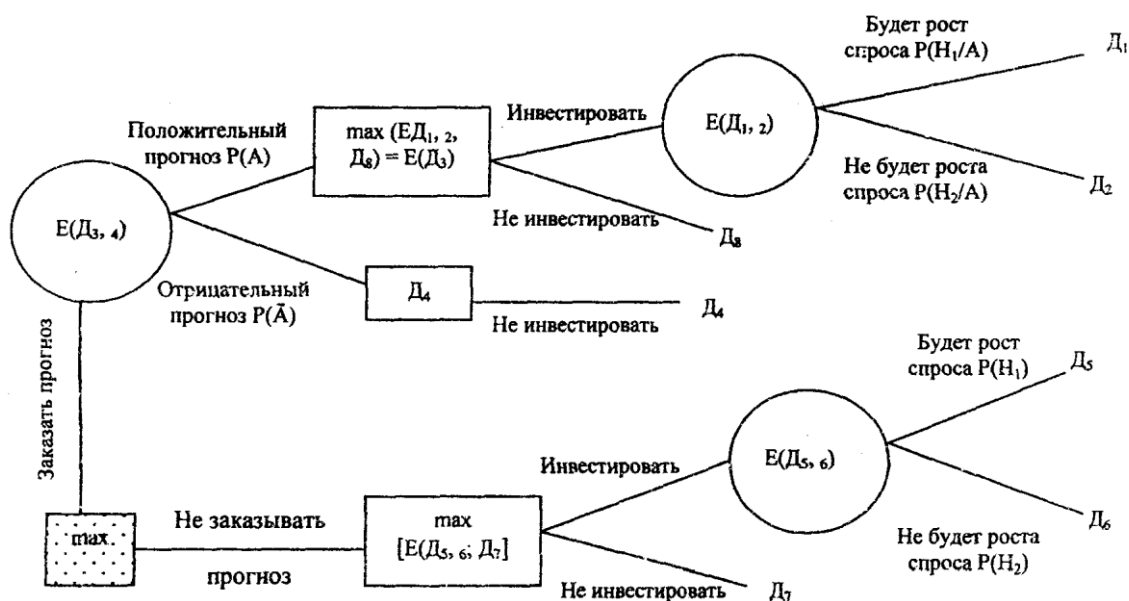 Будет рост
спроса P(H₁/A)
Д₁
Инвестировать
E(Д₁, ₂)
Положительный
прогноз P(A)
max (EД₁, ₂,
Д₈) = E(Д₃)
Не будет роста
спроса P(H₂/A)
Д₂
E(Д₃, ₄)
Не инвестировать
Д₈
Отрицательный
прогноз P(Ā)
Д₄
Не инвестировать
Д₄
Заказать прогноз
Будет рост
спроса P(H₁)
Д₅
Инвестировать
E(Д₅, ₆)
max
Не заказывать
прогноз
max
[E(Д₅, ₆; Д₇]
Д₆
Не будет роста
спроса P(H₂)
Не инвестировать
Д₇